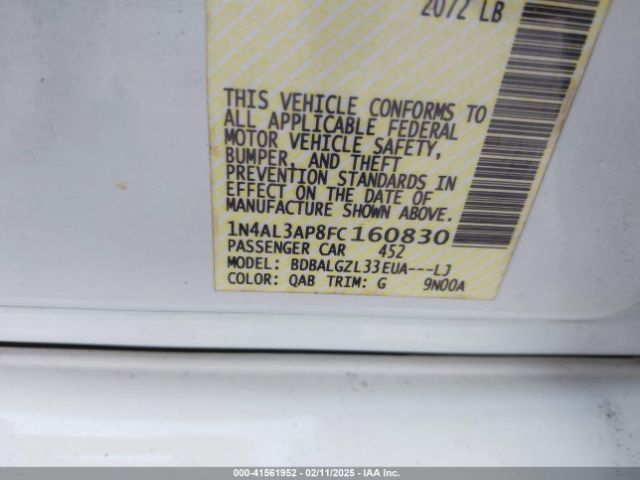 2072 LB
THIS VEHICLE CONFORMS TO
ALL APPLICABLE FEDERAL
MOTOR VEHICLE SAFETY,
BUMPER, AND THEFT
PREVENTION STANDARDS IN
EFFECT ON THE DATE OF
MANUFACTURE SHOWN ABOVE.
1N4AL3AP8FC160830
PASSENGER CAR 452
MODEL: BDBALGZL33EUA---LJ
COLOR: QAB TRIM: G 9N00A
000-41561952 - 02/11/2025 - IAA Inc.